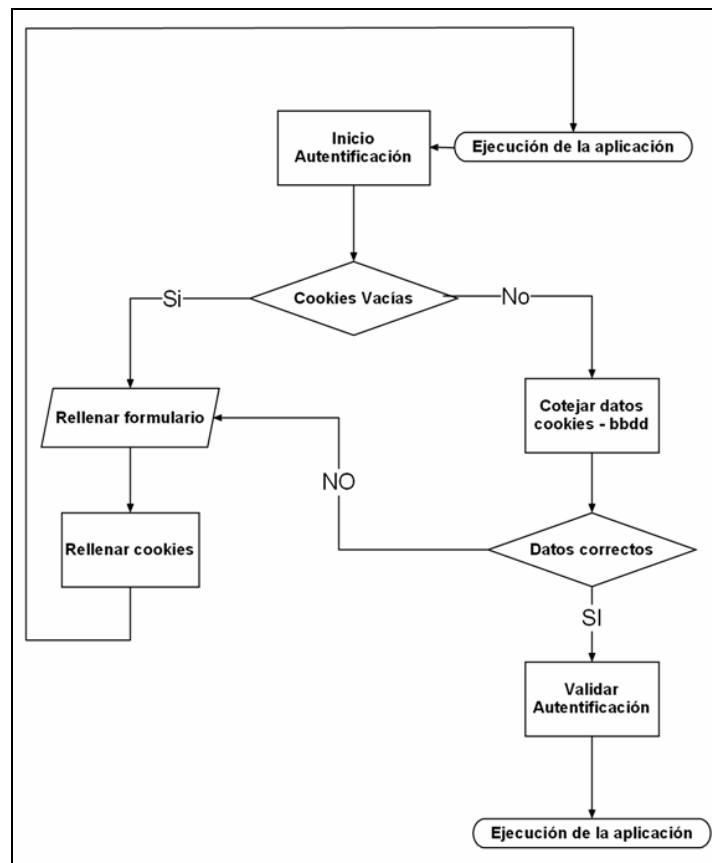 Inicio
Autentificación
Ejecución de la aplicación
Cookies Vacías
Si
No
Rellenar formulario
Cotejar datos
cookies - bbdd
NO
Rellenar cookies
Datos correctos
SI
Validar
Autentificación
Ejecución de la aplicación